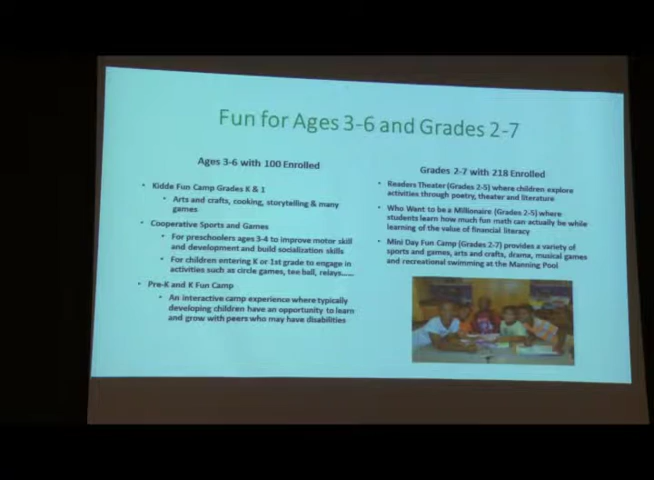 Fun for Ages 3-6 and Grades 2-7
Ages 3-6 with 100 Enrolled
• Kidde Fun Camp Grades K & 1
• Arts and crafts, cooking, storytelling & many
games
• Cooperative Sports and Games
• For preschoolers ages 3-4 to improve motor skill
and development and build socialization skills
• For children entering K or 1st grade to engage in
activities such as circle games, tee ball, relays.....
• Pre-K and K Fun Camp
• An interactive camp experience where typically
developing children have an opportunity to learn
and grow with peers who may have disabilities
Grades 2-7 with 218 Enrolled
• Readers Theater (Grades 2-5) where children explore
activities through poetry, theater and literature
• Who Want to be a Millionaire (Grades 2-5) where
students learn how much fun math can actually be while
learning of the value of financial literacy
• Mini Day Fun Camp (Grades 2-7) provides a variety of
sports and games, arts and crafts, drama, musical games
and recreational swimming at the Manning Pool